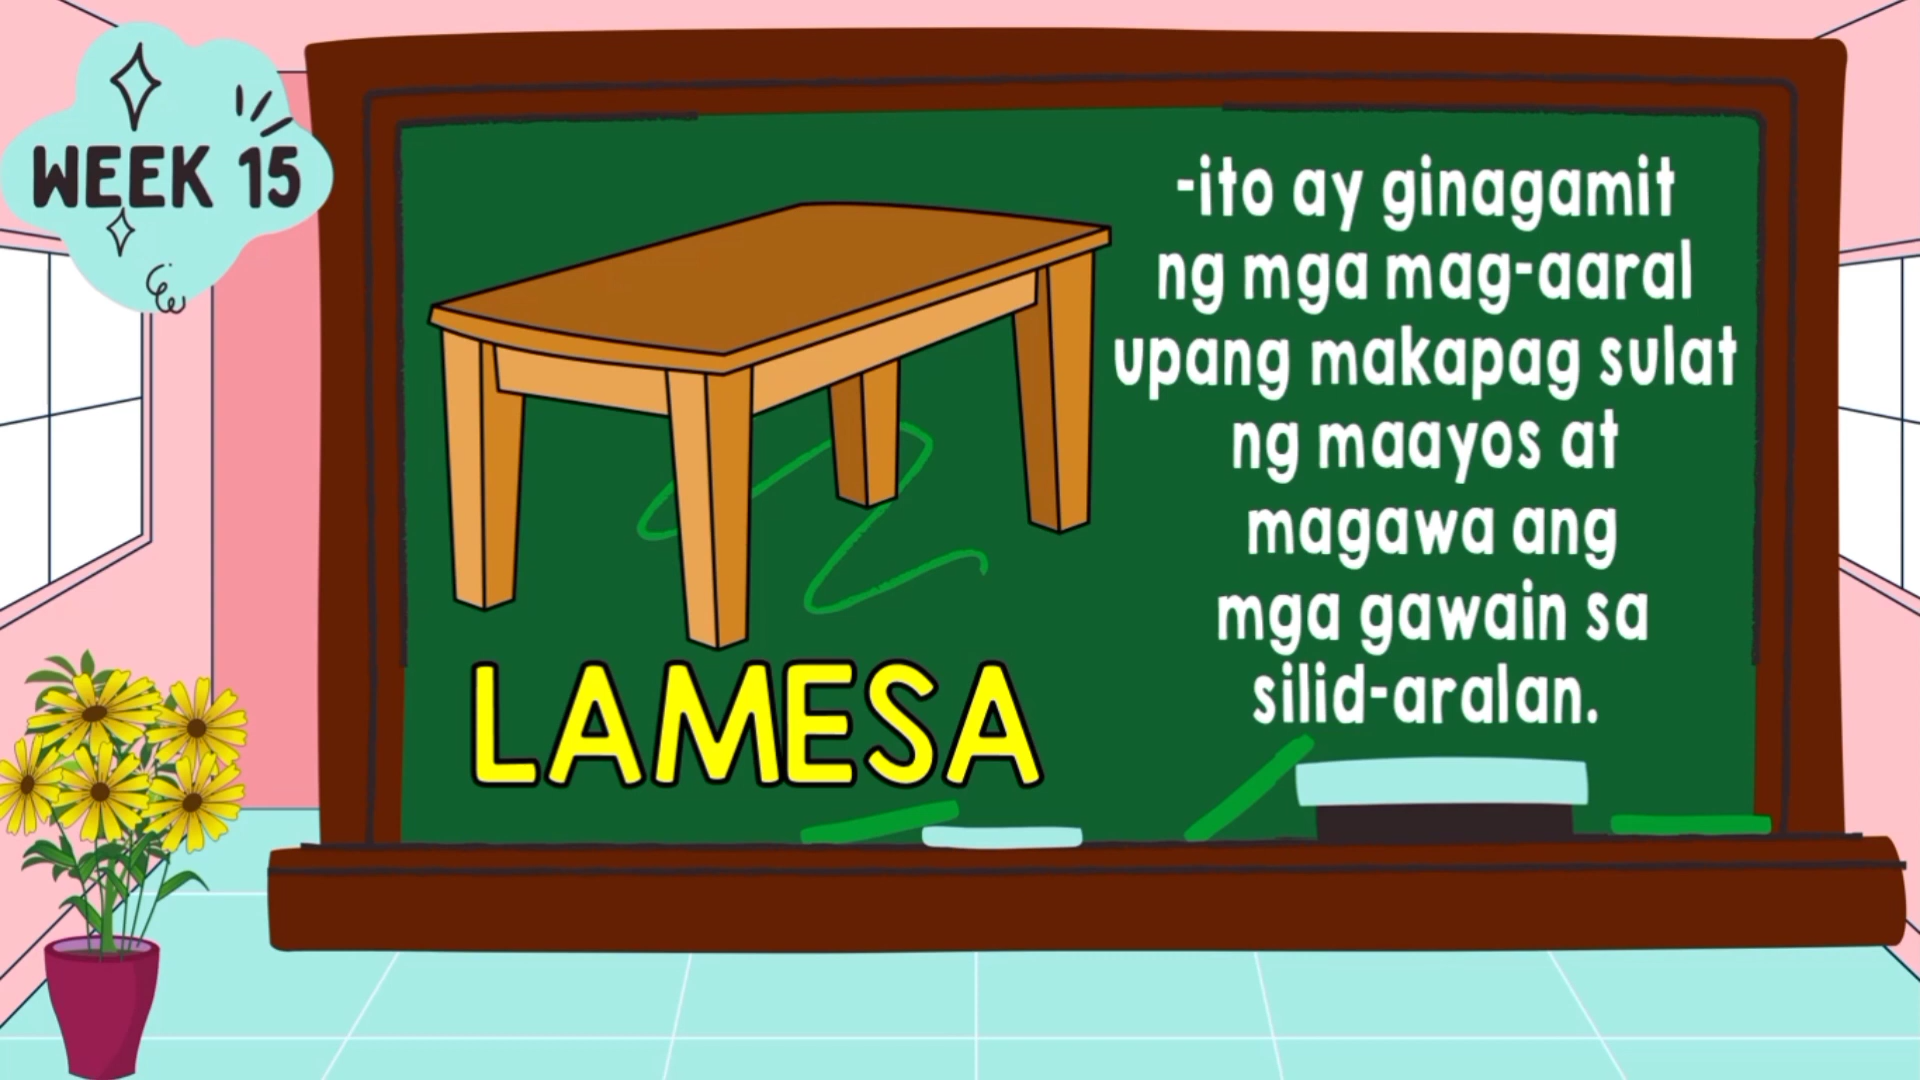 WEEK 15
-ito ay ginagamit
ng mga mag-aaral
upang makapag sulat
ng maayos at
magawa ang
mga gawain sa
silid-aralan.
LAMESA